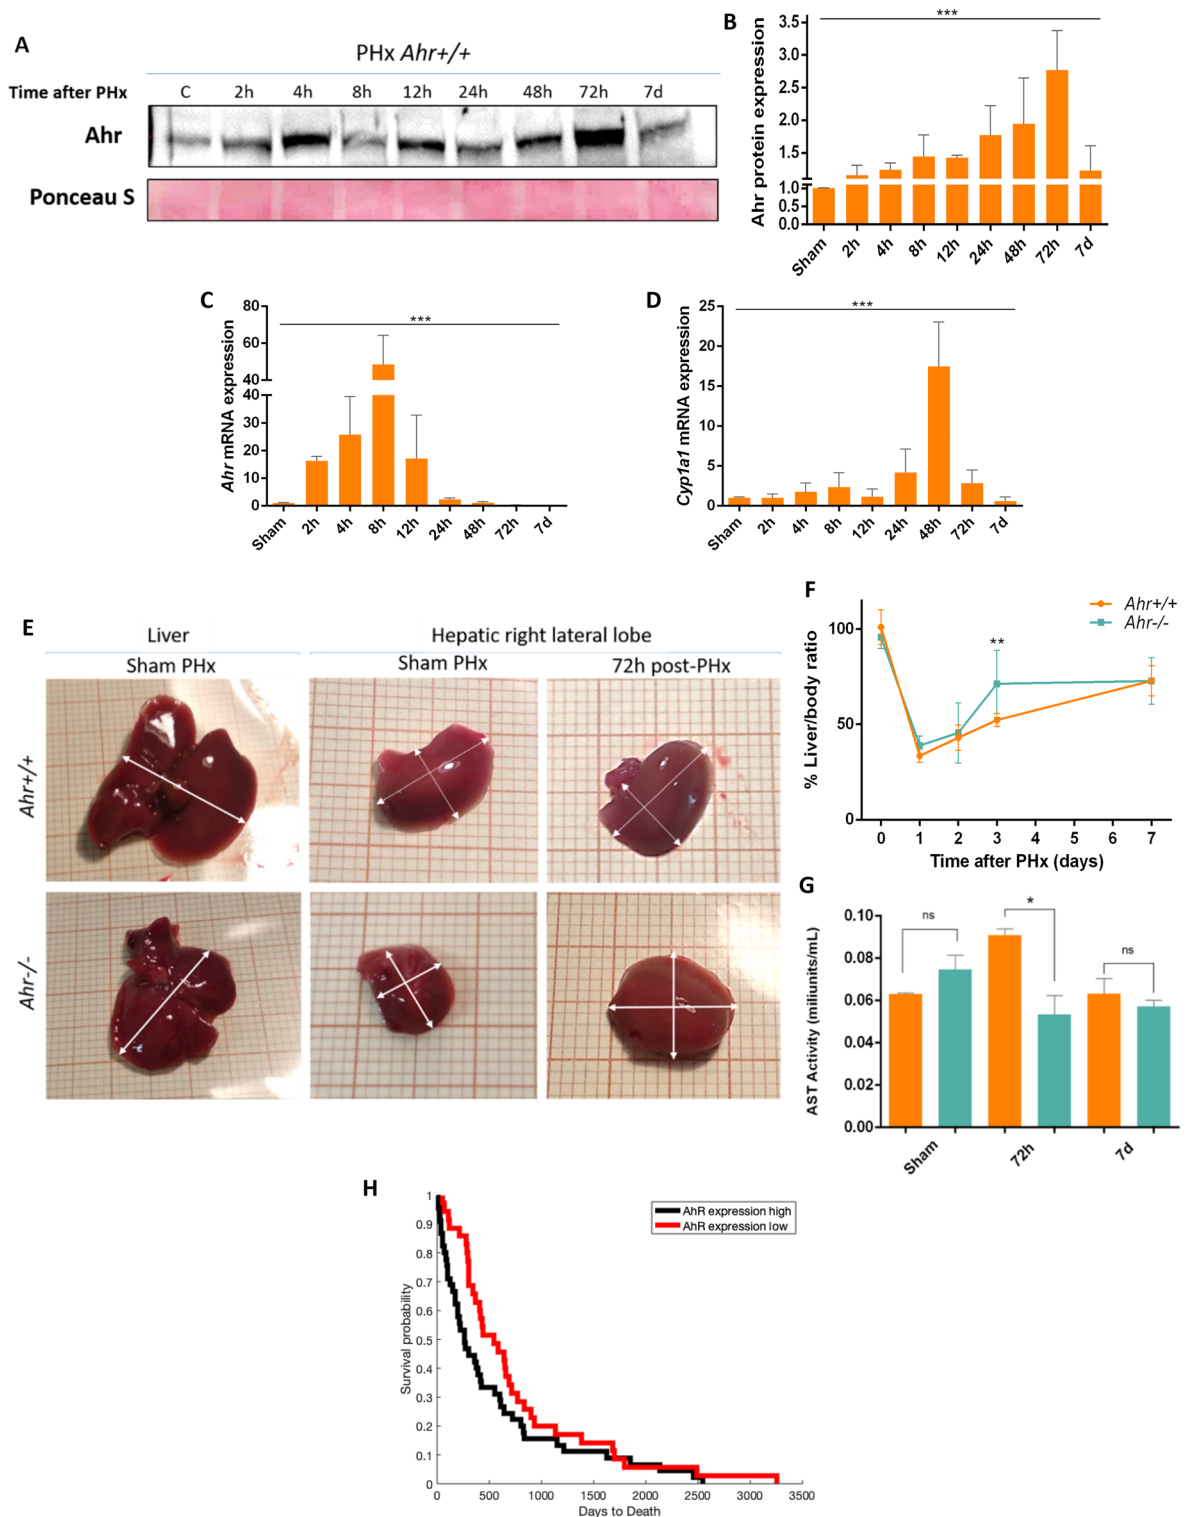 A
PHx Ahr+/+
Time after PHx C 2h 4h 8h 12h 24h 48h 72h 7d
Ahr
Ponceau S
B
***
Ahr protein expression
3.5
3.0
2.5
2.0
1.5
1.0
0.5
0.0
Sham 2h 4h 8h 12h 24h 48h 72h 7d
C
***
Ahr mRNA expression
80
60
40
40
30
20
10
0
Sham 2h 4h 8h 12h 24h 48h 72h 7d
D
***
Cyp1a1 mRNA expression
25
20
15
10
5
0
Sham 2h 4h 8h 12h 24h 48h 72h 7d
E
Liver Hepatic right lateral lobe
Sham PHx Sham PHx 72h post-PHx
Ahr+/+
Ahr-/-
F
Ahr+/+
Ahr-/-
**
% Liver/body ratio
100
50
0
0 1 2 3 4 5 6 7
Time after PHx (days)
G
ns * ns
AST Activity (miliunits/mL)
0.10
0.08
0.06
0.04
0.02
0.00
Sham 72h 7d
H
AhR expression high
AhR expression low
Survival probability
1
0.9
0.8
0.7
0.6
0.5
0.4
0.3
0.2
0.1
0
0 500 1000 1500 2000 2500 3000 3500
Days to Death